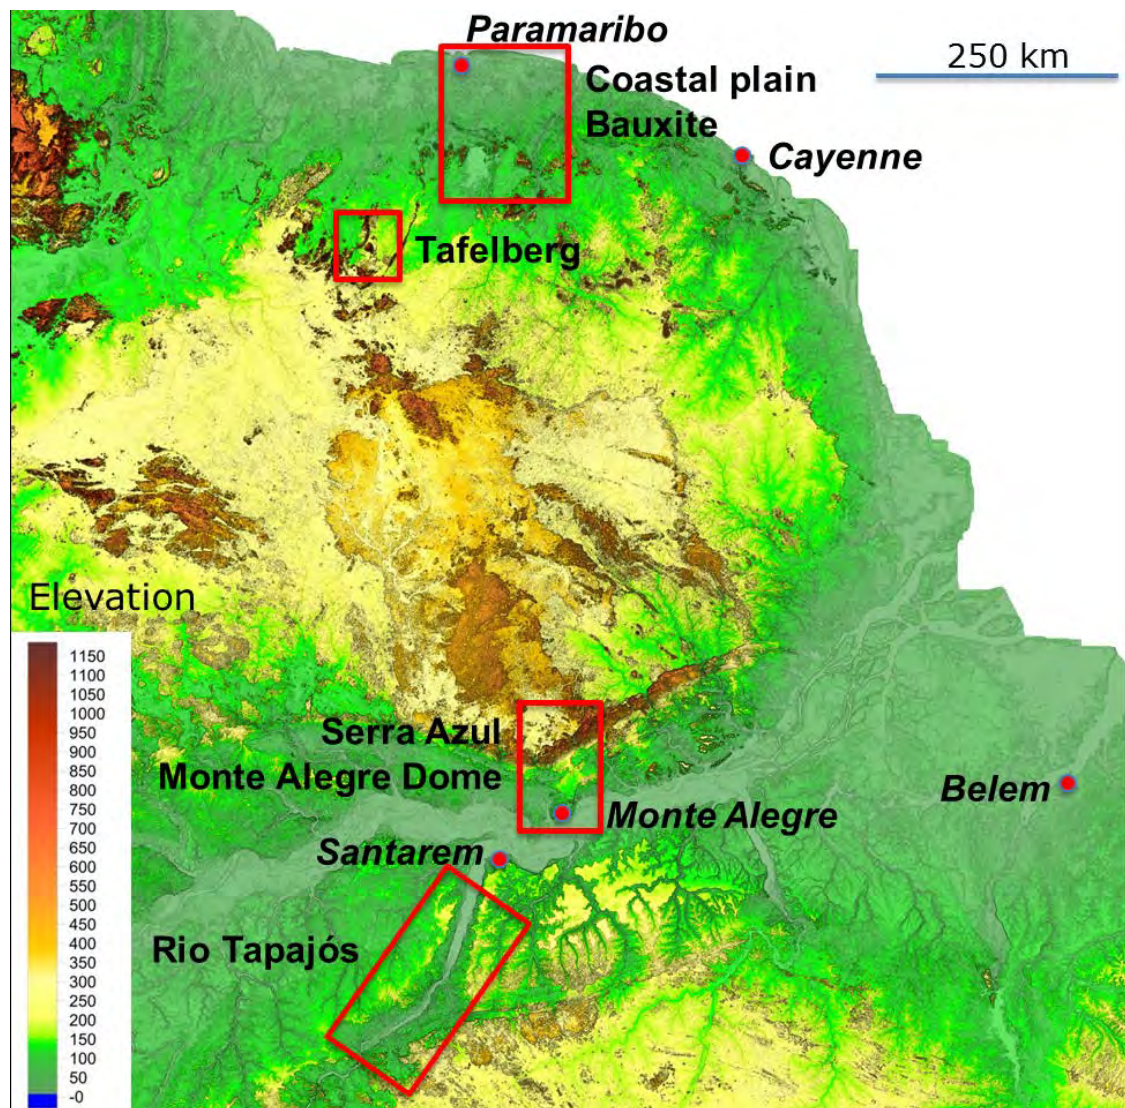 Paramaribo
250 km
Coastal plain
Bauxite
Cayenne
Tafelberg
Elevation
1150
1100
1050
1000
950
900
850
800
750
700
650
600
550
500
450
400
350
300
250
200
150
100
50
-0
Serra Azul
Monte Alegre Dome
Belem
Monte Alegre
Santarem
Rio Tapajós